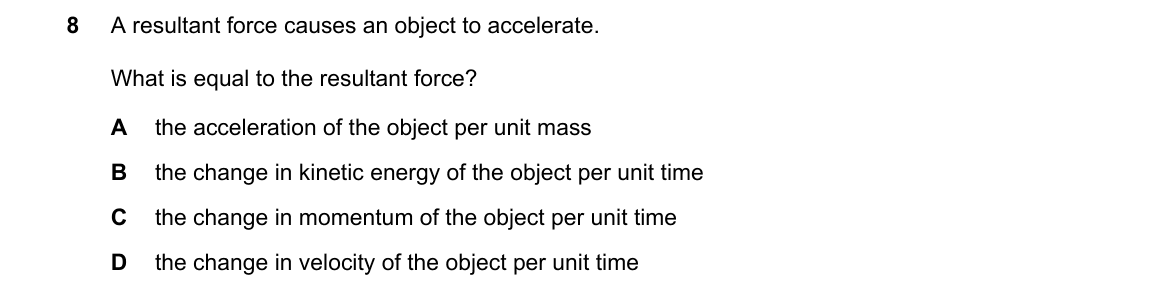 8 A resultant force causes an object to accelerate.
What is equal to the resultant force?
A the acceleration of the object per unit mass
B the change in kinetic energy of the object per unit time
C the change in momentum of the object per unit time
D the change in velocity of the object per unit time